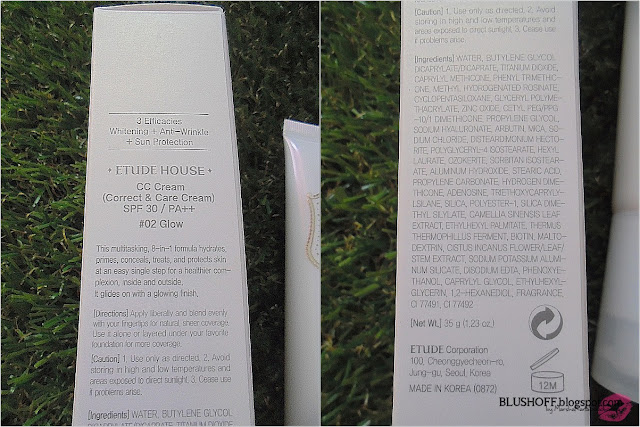 3 Efficacies
Whitening + Anti-Wrinkle
+ Sun Protection
ETUDE HOUSE
CC Cream
(Correct & Care Cream)
SPF 30 / PA++
#02 Glow
This multitasking, 8-in-1 formula hydrates,
primes, conceals, treats, and protects skin
at an easy single step for a healthier com-
plexion, inside and outside.
It glides on with a glowing finish.
[Directions] Apply liberally and blend evenly
with your fingertips for natural, sheer coverage.
Use it alone or layered under your favorite
foundation for more coverage.
[Caution] 1. Use only as directed. 2. Avoid
storing in high and low temperatures and
areas exposed to direct sunlight. 3. Cease use
if problems arise.
[Ingredients] WATER, BUTYLENE GLYCOL,
DICAPRYLATE/DICAPRATE, TITANIUM DIOXIDE
[Caution] 1. Use only as directed. 2. Avoid
storing in high and low temperatures and
areas exposed to direct sunlight. 3. Cease use
if problems arise.
[Ingredients] WATER, BUTYLENE GLYCOL
DICAPRYLATE/DICAPRATE, TITANIUM DIOXIDE,
CAPRYLYL METHICONE, PHENYL TRIMETHIC-
ONE, METHYL HYDROGENATED ROSINATE,
CYCLOPENTASILOXANE, GLYCERYL POLYME-
THACRYLATE, ZINC OXIDE, CETYL PEG/PPG
-10/1 DIMETHICONE, PROPYLENE GLYCOL,
SODIUM HYALURONATE, ARBUTIN, MICA, SO-
DIUM CHLORIDE, DISTEARDIMONIUM HECTO-
RITE, POLYGLYCERYL-4 ISOSTEARATE, HEXYL
LAURATE, OZOKERITE, SORBITAN ISOSTEAR-
ATE, ALUMINUM HYDROXIDE, STEARIC ACID,
PROPYLENE CARBONATE, HYDROGEN DIME-
THICONE, ADENOSINE, TRIETHOXYCAPRYLY-
LSILANE, SILICA, POLYESTER-1, SILICA DIME-
THYL SILYLATE, CAMELLIA SINENSIS LEAF
EXTRACT, ETHYLHEXYL PALMITATE, THERMUS
THERMOPHILLUS FERMENT, BIOTIN, MALTO-
DEXTRIN, CISTUS INCANUS FLOWER/LEAF/
STEM EXTRACT, SODIUM POTASSIUM ALUMI-
NUM SILICATE, DISODIUM EDTA, PHENOXYE-
THANOL, CAPRYLYL GLYCOL, ETHYLHEXYL-
GLYCERIN, 1,2-HEXANEDIOL, FRAGRANCE,
CI 77491, CI 77492
[Net Wt.] 35 g (1.23 oz.)
ETUDE Corporation
100, Cheonggyecheon-ro,
Jung-gu, Seoul, Korea
MADE IN KOREA (0872)
12M
BLUSHOFF.blogspot.com